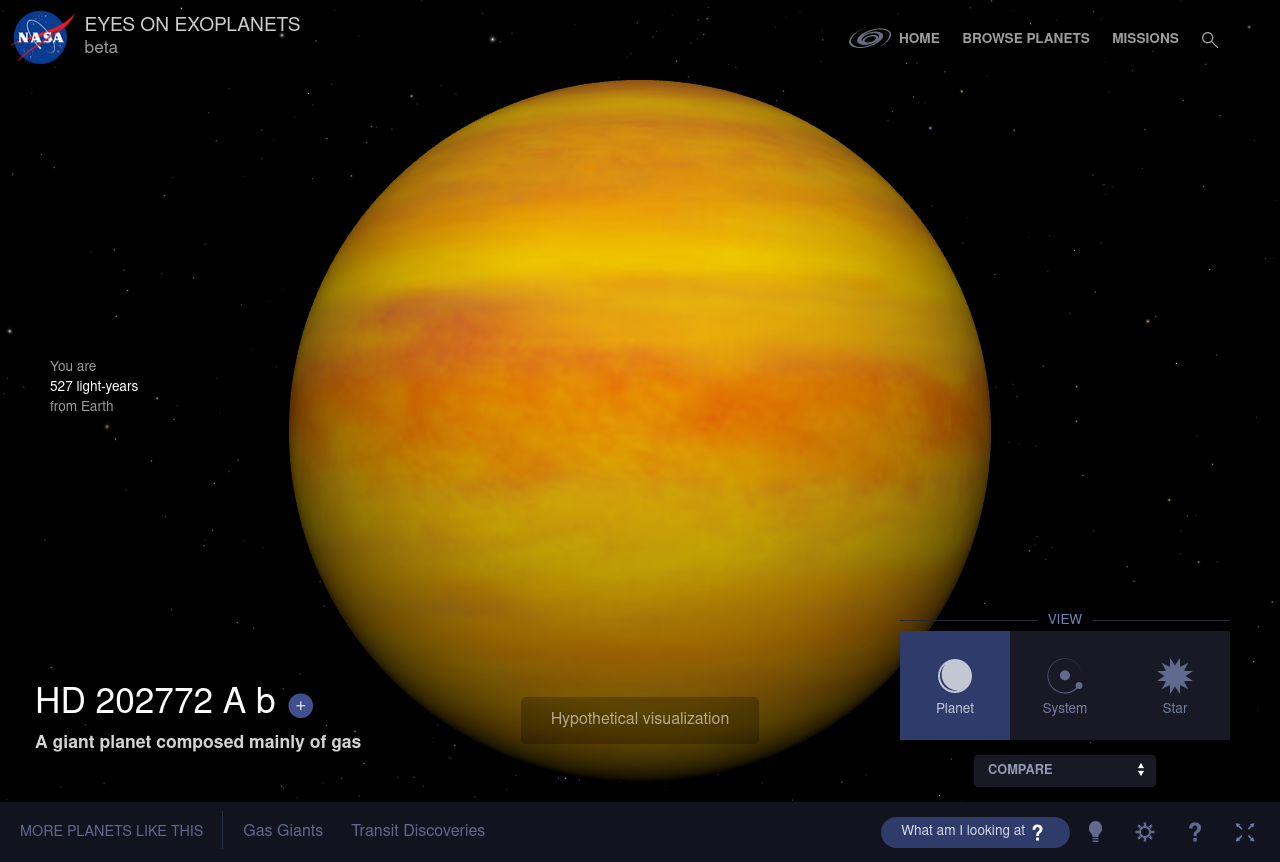 NASA
EYES ON EXOPLANETS
beta
HOME
BROWSE PLANETS
MISSIONS
You are
527 light-years
from Earth
HD 202772 A b +
A giant planet composed mainly of gas
Hypothetical visualization
VIEW
Planet
System
Star
COMPARE
MORE PLANETS LIKE THIS
Gas Giants
Transit Discoveries
What am I looking at ?
?